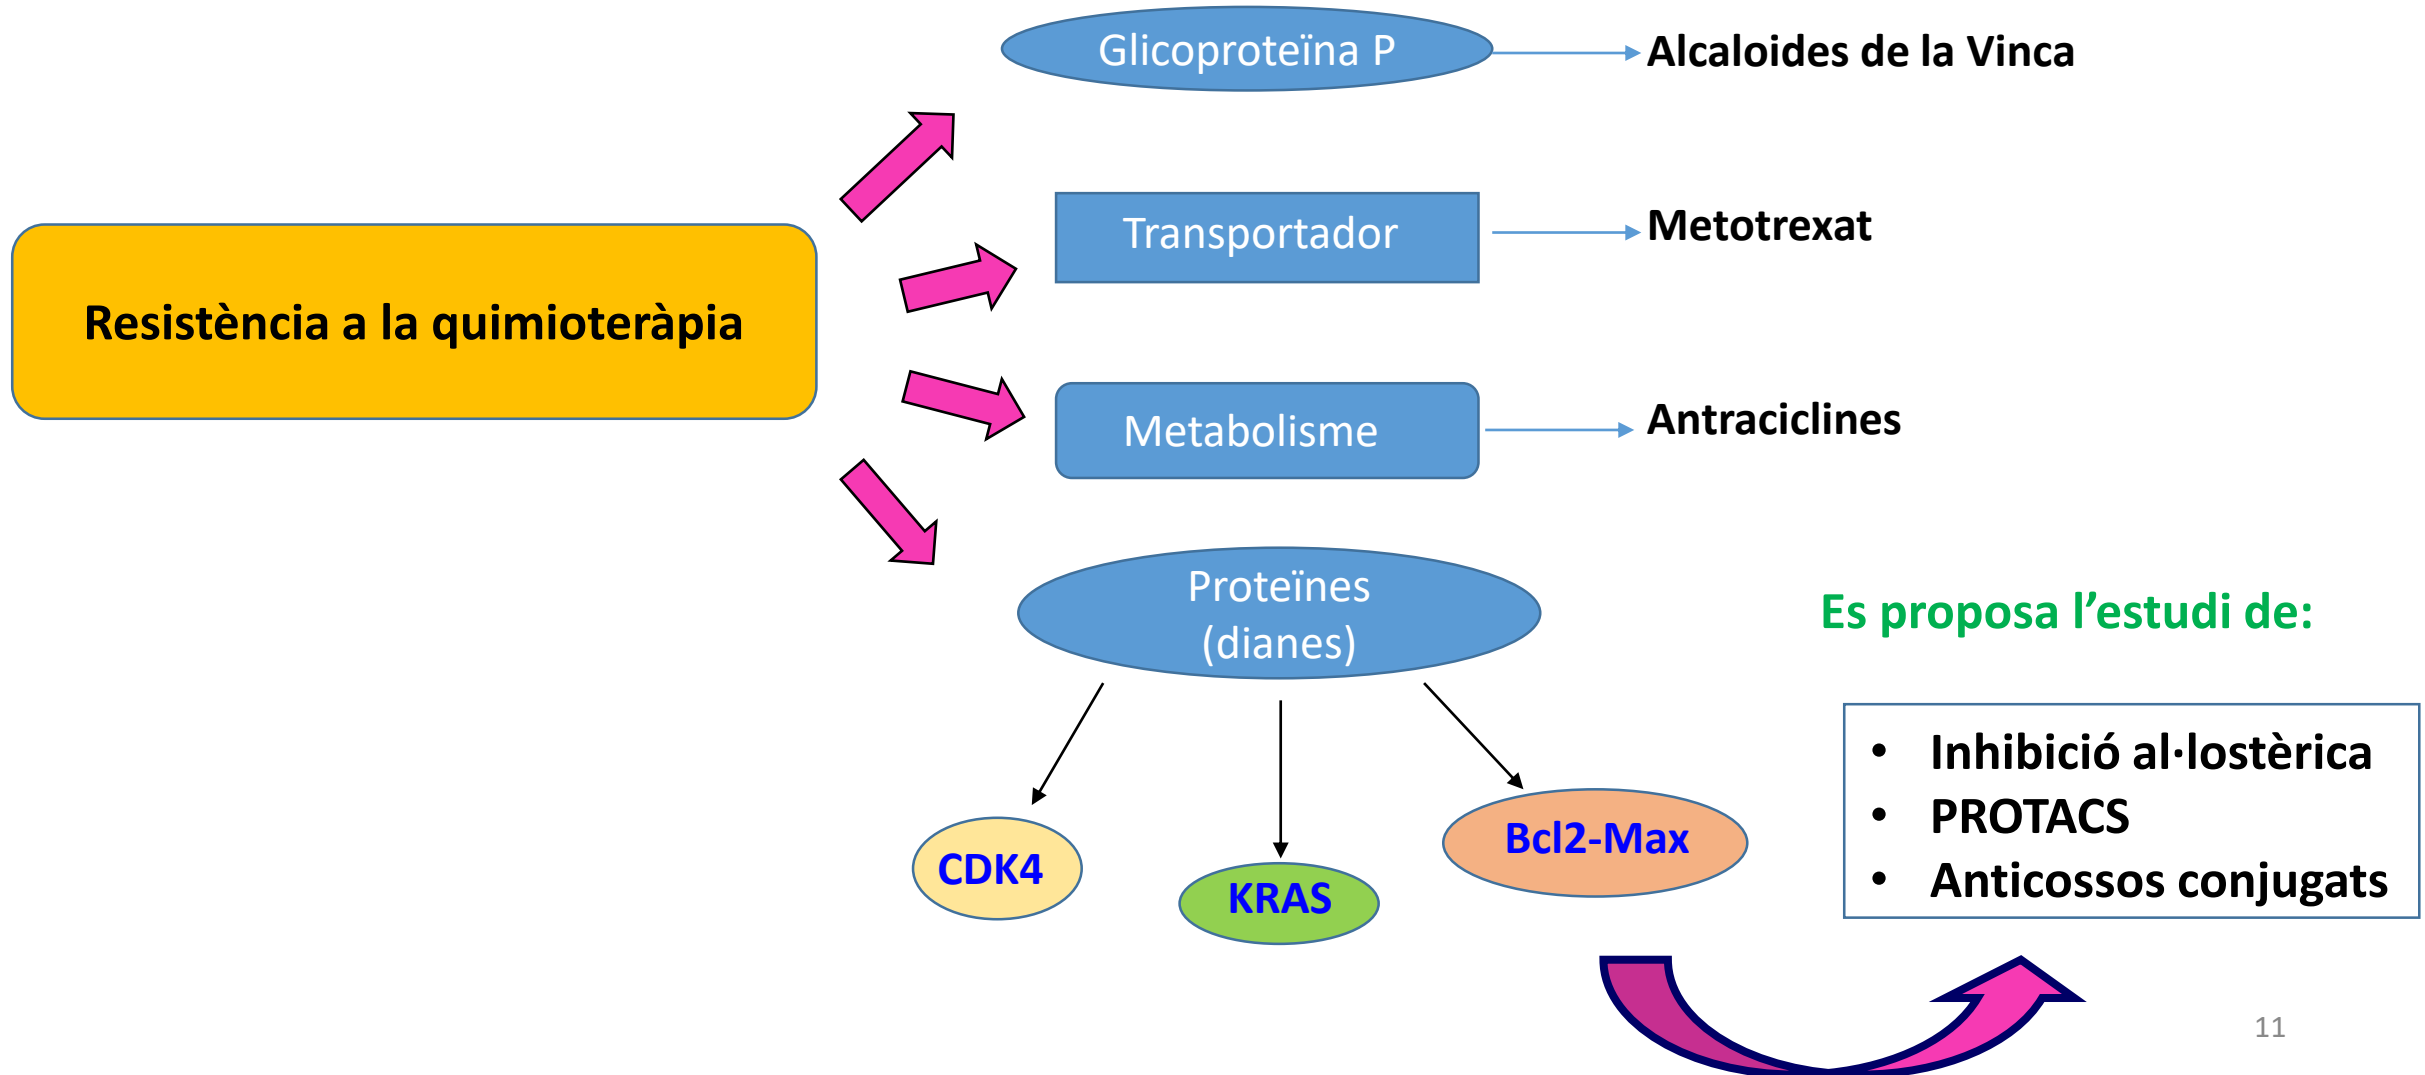 Glicoproteïna P
Alcaloides de la Vinca
Transportador
Metotrexat
Resistència a la quimioteràpia
Metabolisme
Antraciclines
Proteïnes
(dianes)
Es proposa l’estudi de:
• Inhibició al·lostèrica
• PROTACS
• Anticossos conjugats
CDK4
KRAS
Bcl2-Max
11